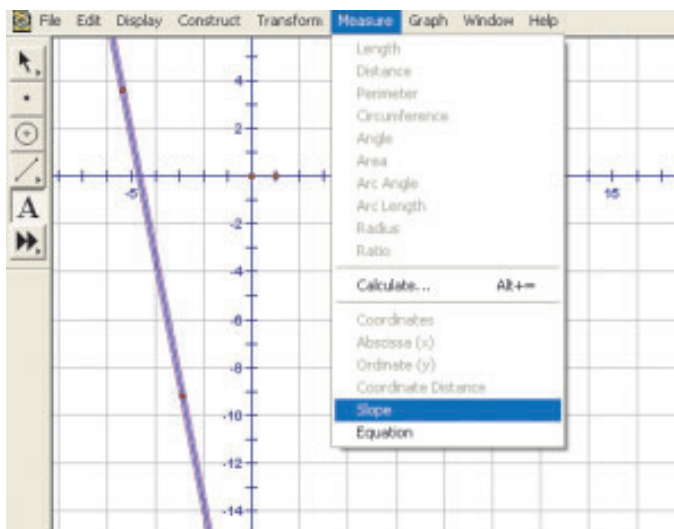 File Edit Display Construct Transform Measure Graph Window Help
Length
Distance
Perimeter
Circumference
Angle
Area
Arc Angle
Arc Length
Radius
Ratio
Calculate... Alt+=
Coordinates
Abscissa (x)
Ordinate (y)
Coordinate Distance
Slope
Equation
A
4
2
-5
15
-2
-4
-6
-8
-10
-12
-14